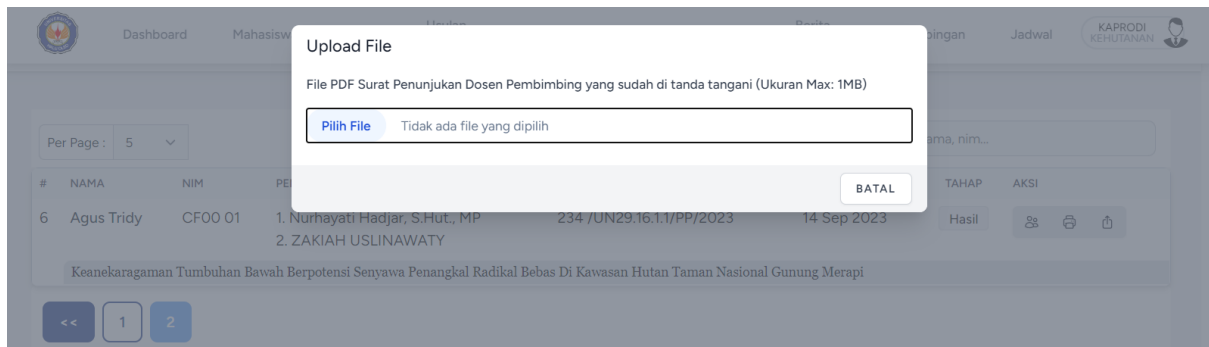 Dashboard Mahasisw Berita pingan Jadwal KAPRODI KEHUTANAN
Upload File
File PDF Surat Penunjukan Dosen Pembimbing yang sudah di tanda tangani (Ukuran Max: 1MB)
Pilih File Tidak ada file yang dipilih
Per Page : 5 ama, nim...
BATAL
# NAMA NIM PE TAHAP AKSI
6 Agus Tridy CF00 01 1. Nurhayati Hadjar, S.Hut., MP 234 /UN29.16.1.1/PP/2023 14 Sep 2023 Hasil
2. ZAKIAH USLINAWATY
Keanekaragaman Tumbuhan Bawah Berpotensi Senyawa Penangkal Radikal Bebas Di Kawasan Hutan Taman Nasional Gunung Merapi
<< 1 2